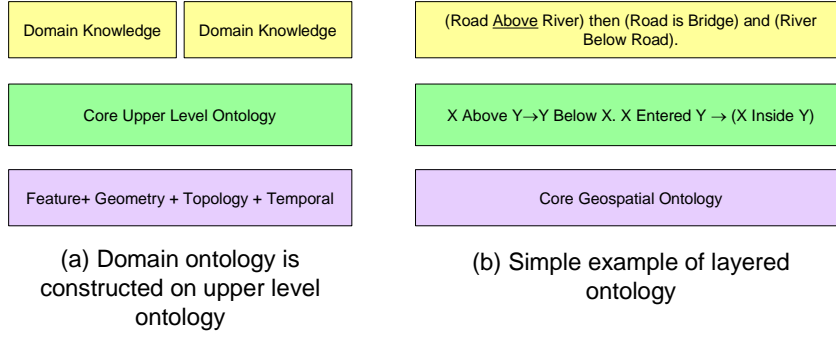 Domain Knowledge
Domain Knowledge
Core Upper Level Ontology
Feature+ Geometry + Topology + Temporal
(a) Domain ontology is
constructed on upper level
ontology
(Road Above River) then (Road is Bridge) and (River
Below Road).
X Above Y→Y Below X. X Entered Y → (X Inside Y)
Core Geospatial Ontology
(b) Simple example of layered
ontology